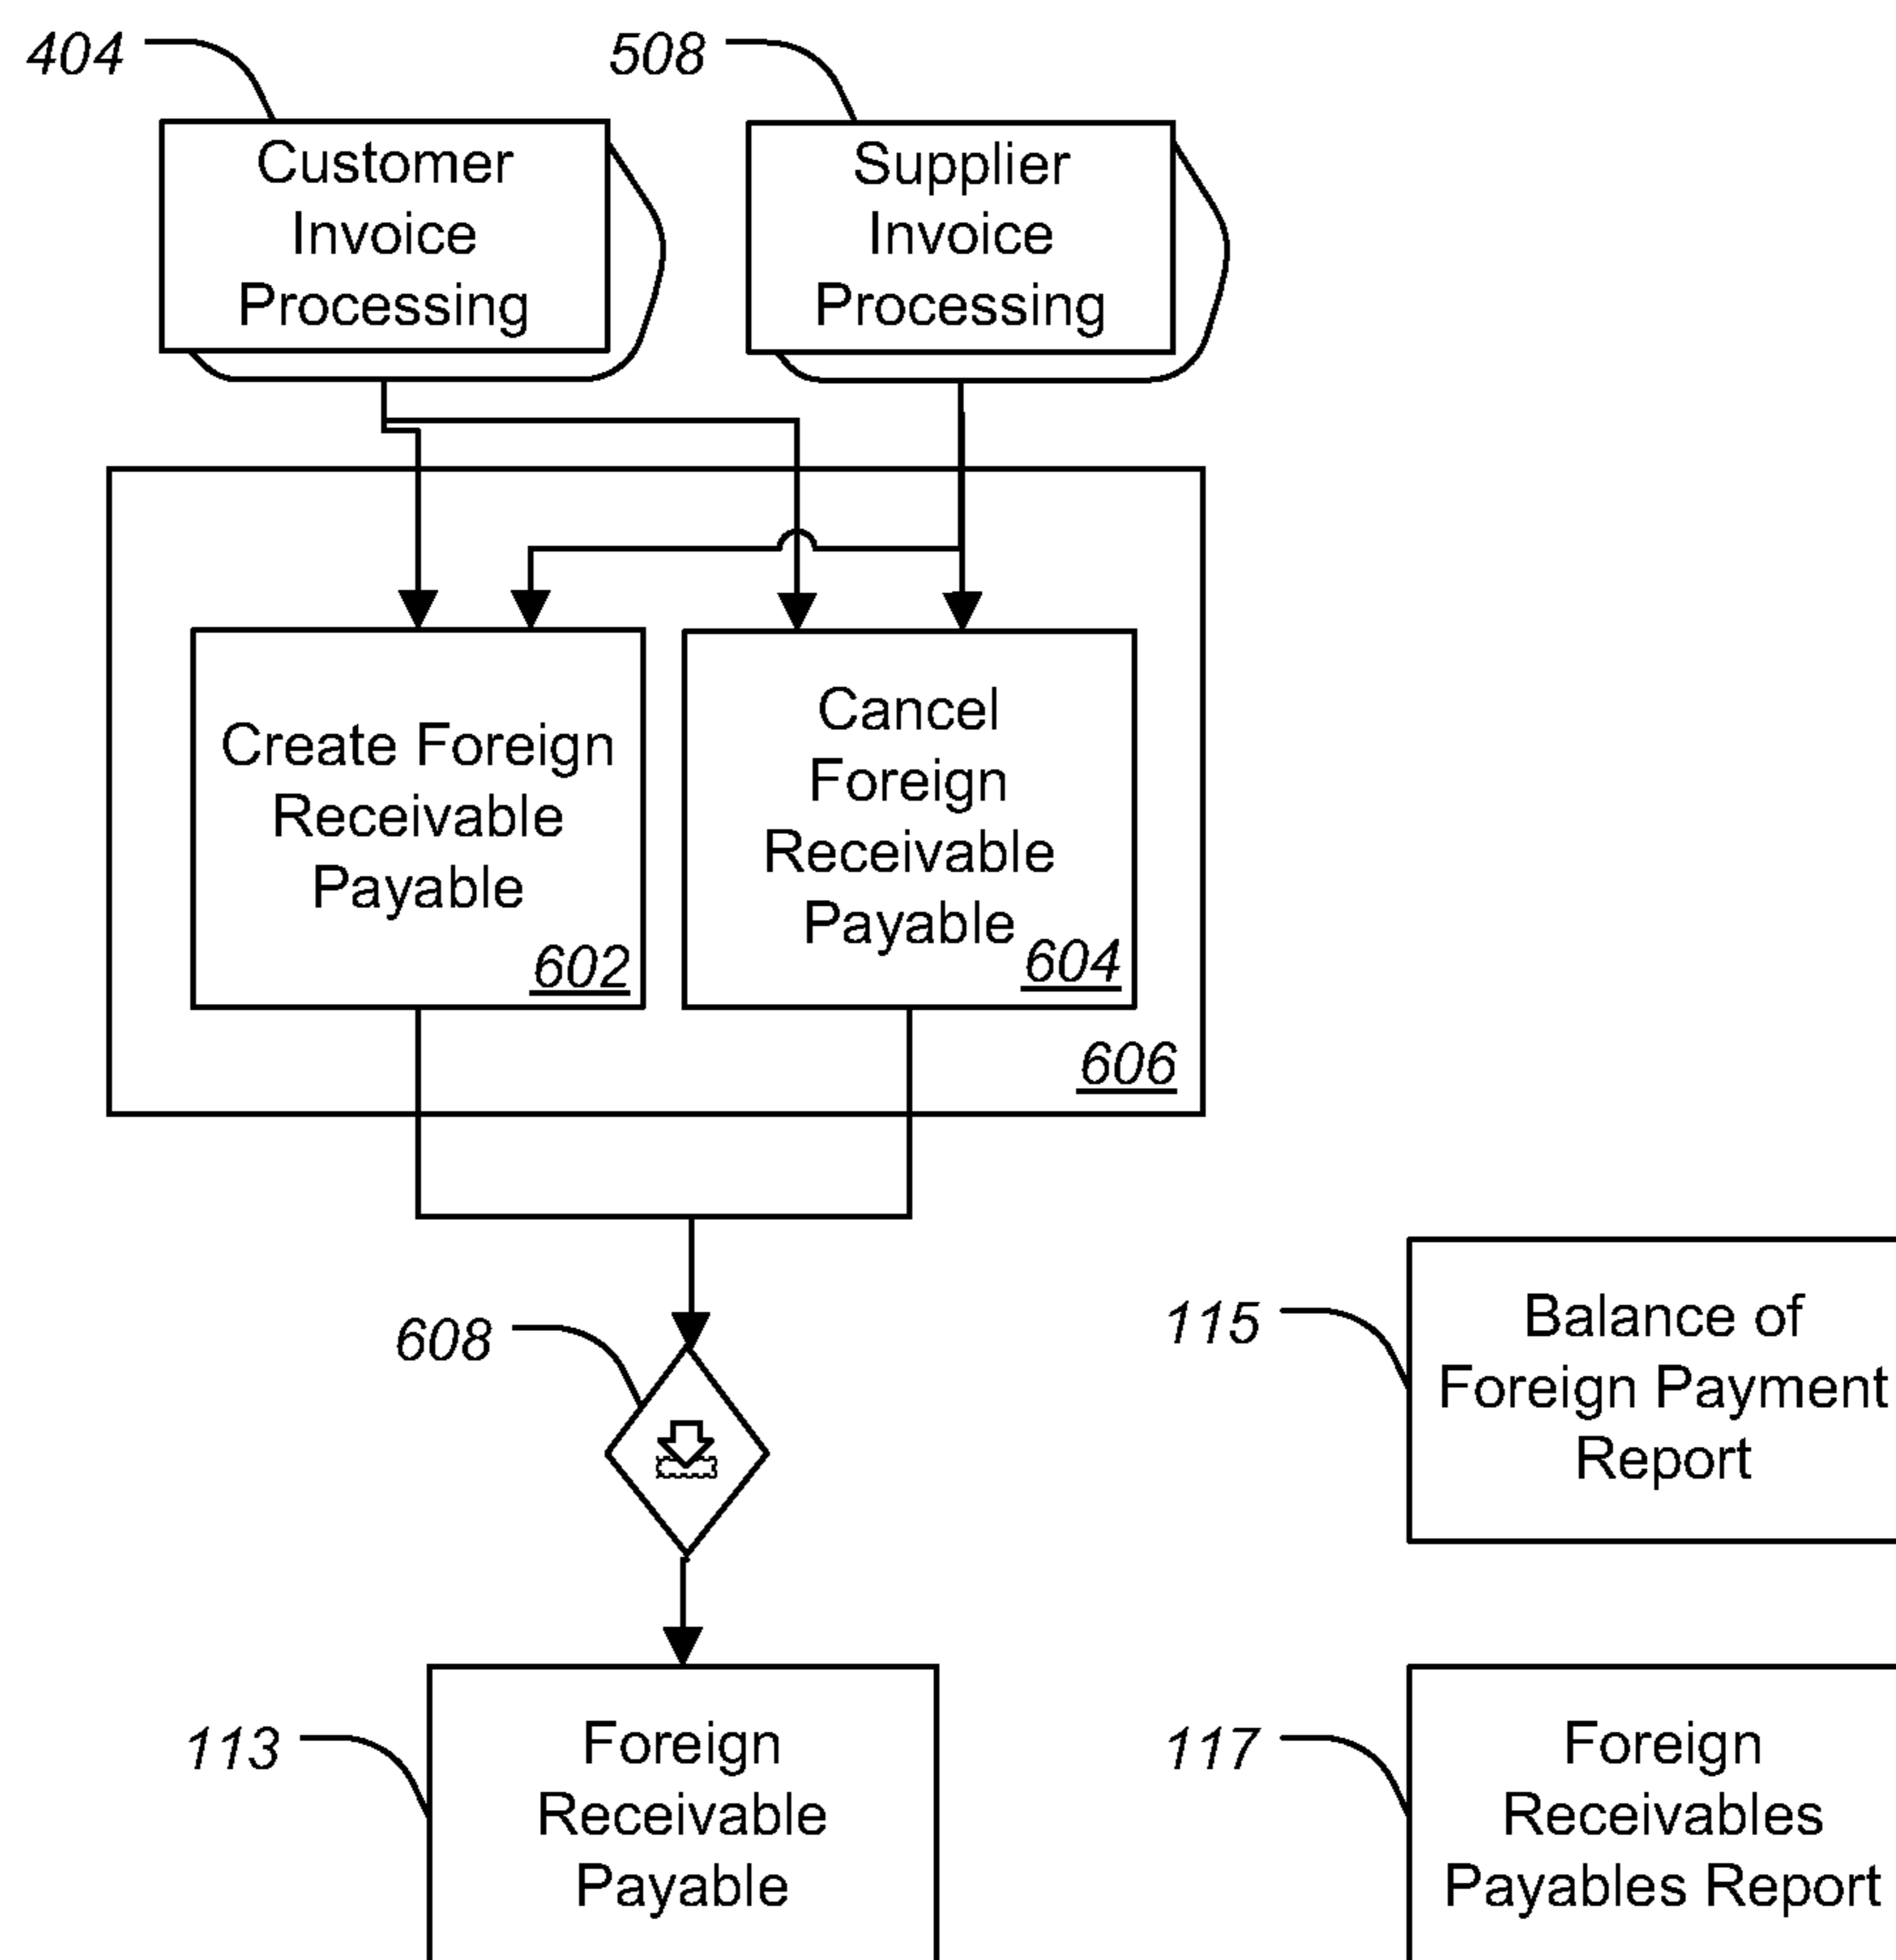 404
508
Customer
Invoice
Processing
Supplier
Invoice
Processing
Create Foreign
Receivable
Payable
602
Cancel
Foreign
Receivable
Payable
604
606
608
115
Balance of
Foreign Payment
Report
113
Foreign
Receivable
Payable
117
Foreign
Receivables
Payables Report